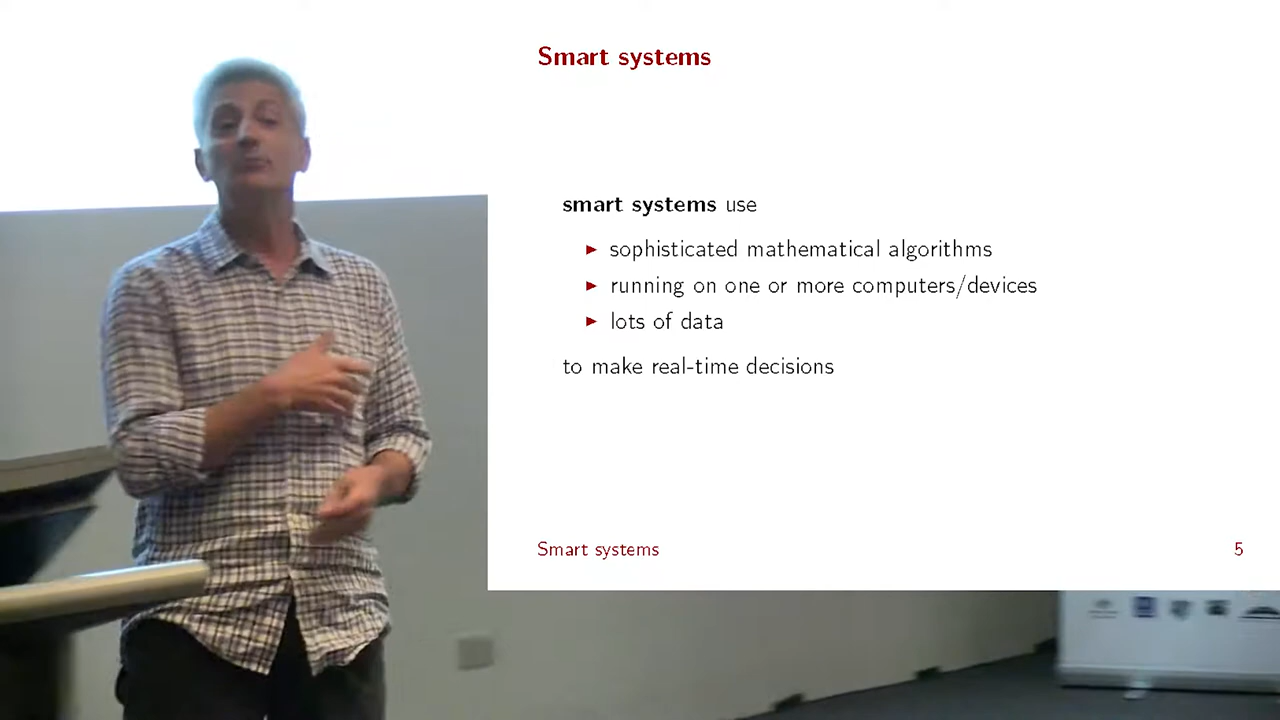 Smart systems
smart systems use
▶ sophisticated mathematical algorithms
▶ running on one or more computers/devices
▶ lots of data
to make real-time decisions
Smart systems 5